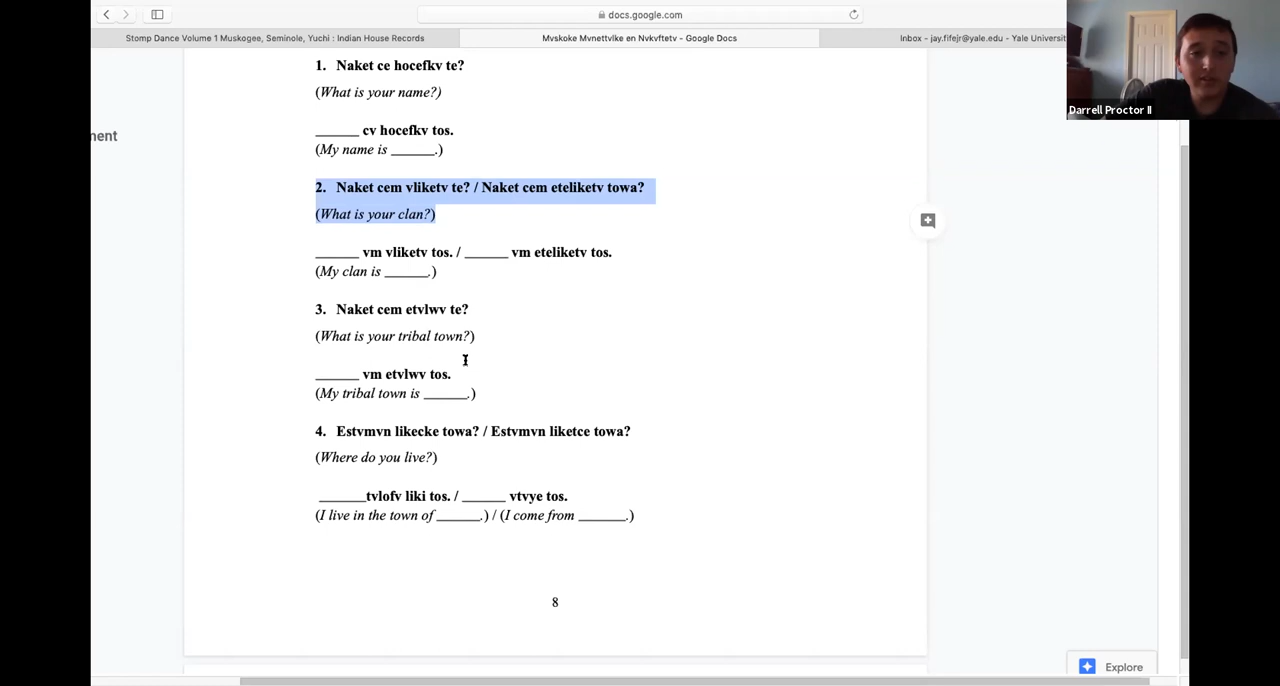 docs.google.com
Stomp Dance Volume 1 Muskogee, Seminole, Yuchi : Indian House Records
Mvskoke Mvnettvlke en Nvkvftetv - Google Docs
Inbox - jay.fifejr@yale.edu - Yale Universit
Darrell Proctor II
1. Naket ce hocefkv te?
(What is your name?)
ment
______ cv hocefkv tos.
(My name is ______.)
2. Naket cem vliketv te? / Naket cem eteliketv towa?
(What is your clan?)
______ vm vliketv tos. / ______ vm eteliketv tos.
(My clan is ______.)
3. Naket cem etvlwv te?
(What is your tribal town?)
______ vm etvlwv tos.
(My tribal town is ______.)
4. Estvmvn likecke towa? / Estvmvn liketce towa?
(Where do you live?)
______tvlofv liki tos. / ______ vtvye tos.
(I live in the town of ______.) / (I come from ______.)
8
Explore